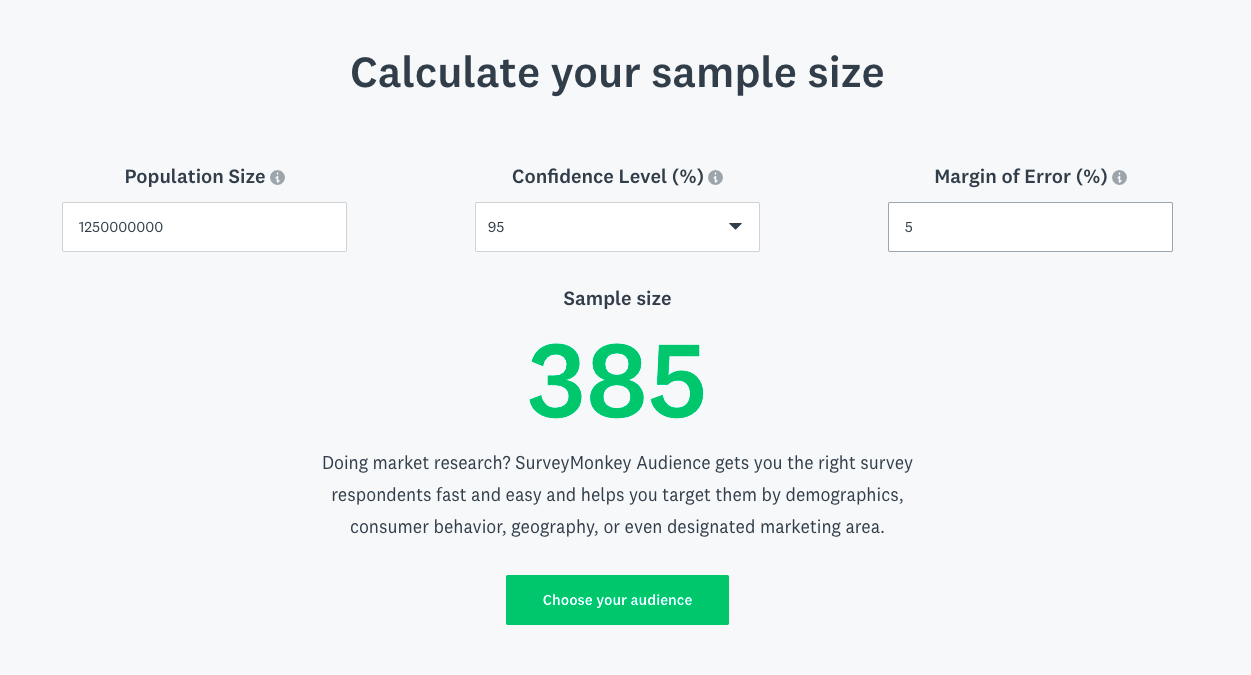 Calculate your sample size
Population Size
Confidence Level (%)
Margin of Error (%)
1250000000
95
5
Sample size
385
Doing market research? SurveyMonkey Audience gets you the right survey
respondents fast and easy and helps you target them by demographics,
consumer behavior, geography, or even designated marketing area.
Choose your audience